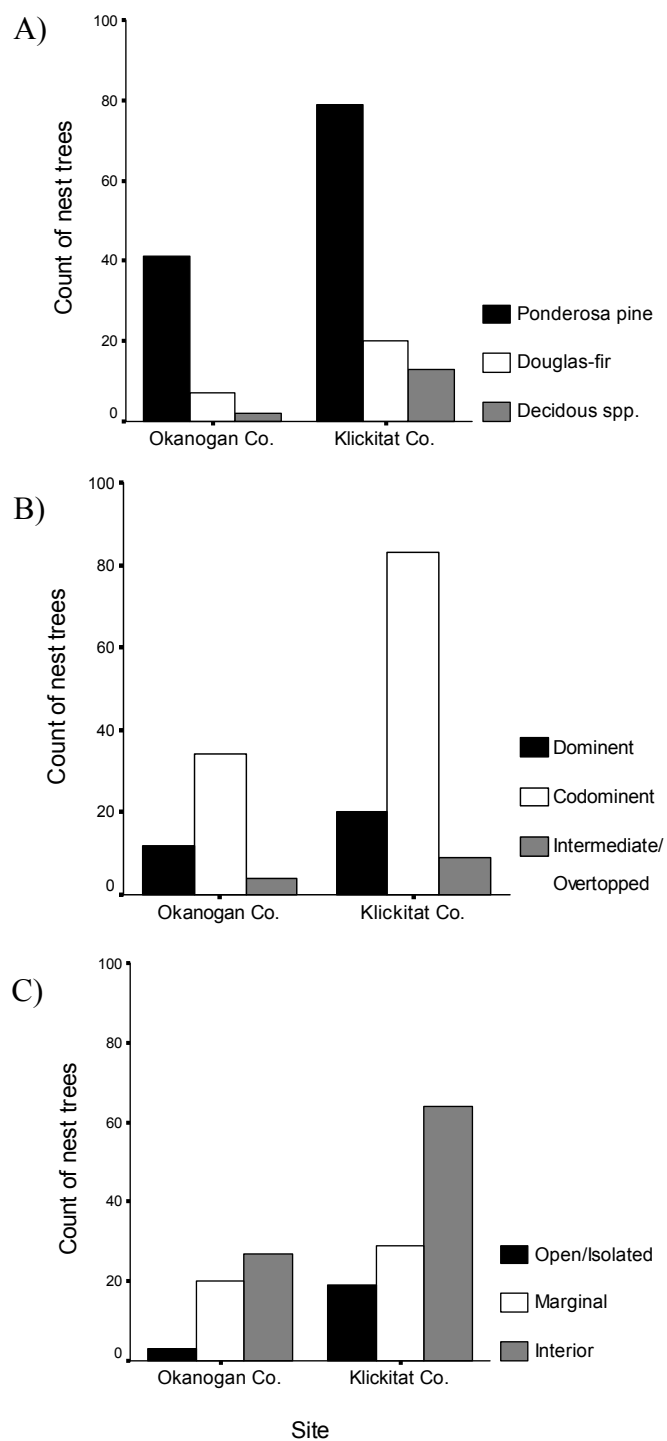 A)
100
80
60
40
20
0
Count of nest trees
Okanogan Co.
Klickitat Co.
Ponderosa pine
Douglas-fir
Decidous spp.
B)
100
80
60
40
20
0
Count of nest trees
Okanogan Co.
Klickitat Co.
Dominent
Codominent
Intermediate/
Overtopped
C)
100
80
60
40
20
0
Count of nest trees
Okanogan Co.
Klickitat Co.
Open/Isolated
Marginal
Interior
Site